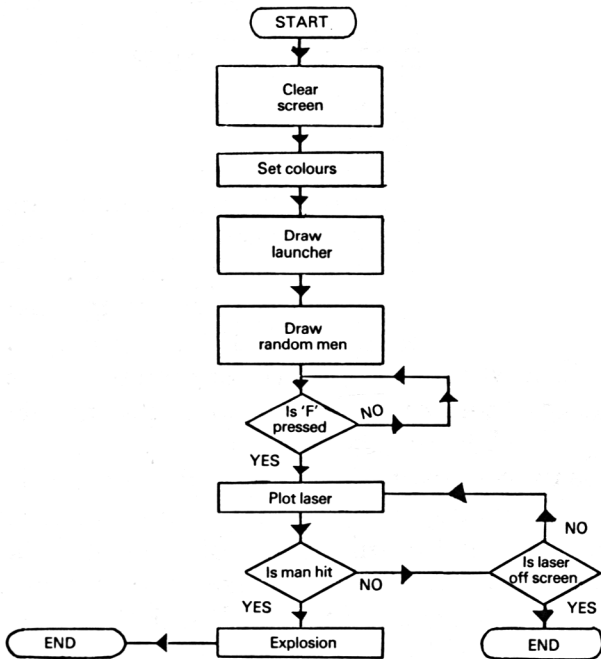 START
Clear
screen
Set colours
Draw
launcher
Draw
random men
Is 'F'
pressed
NO
YES
Plot laser
NO
Is man hit
NO
Is laser
off screen
YES
YES
END
Explosion
END